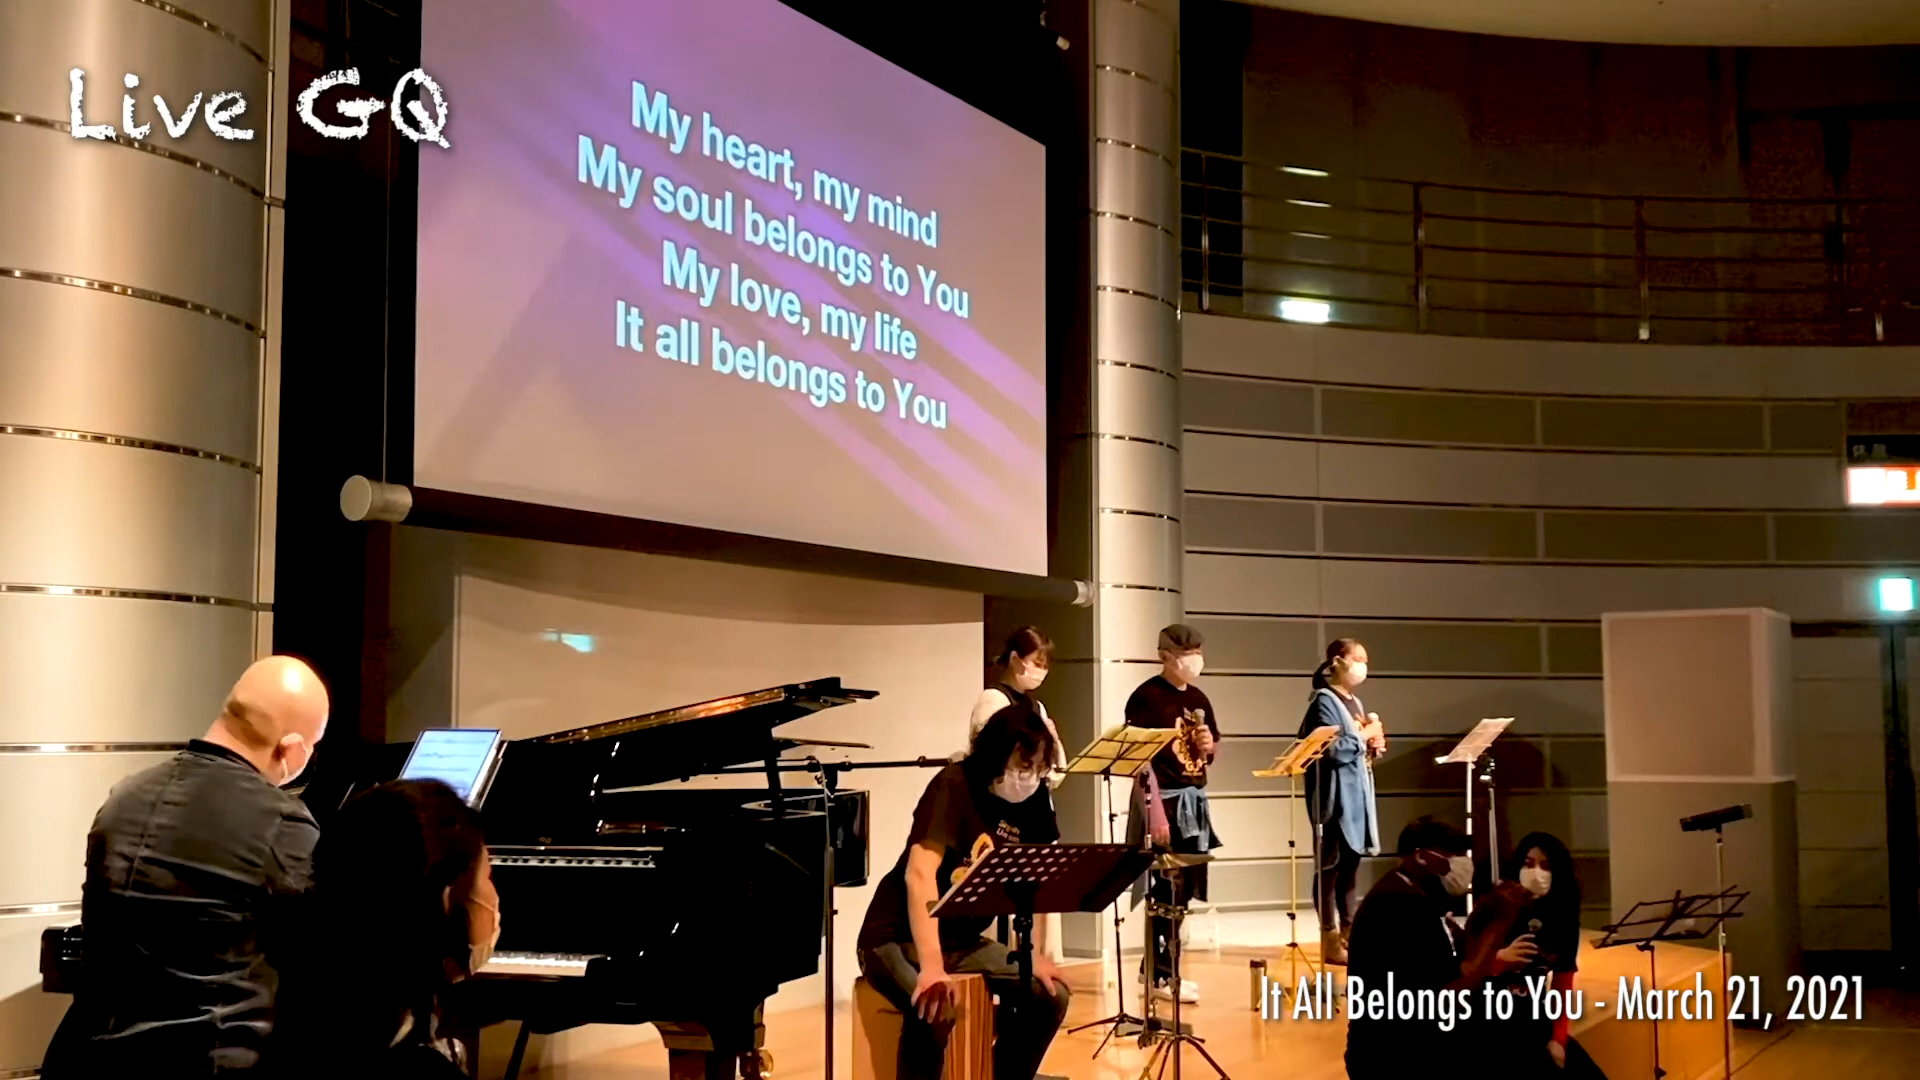 Live GQ
My heart, my mind
My soul belongs to You
My love, my life
It all belongs to You
It All Belongs to You - March 21, 2021